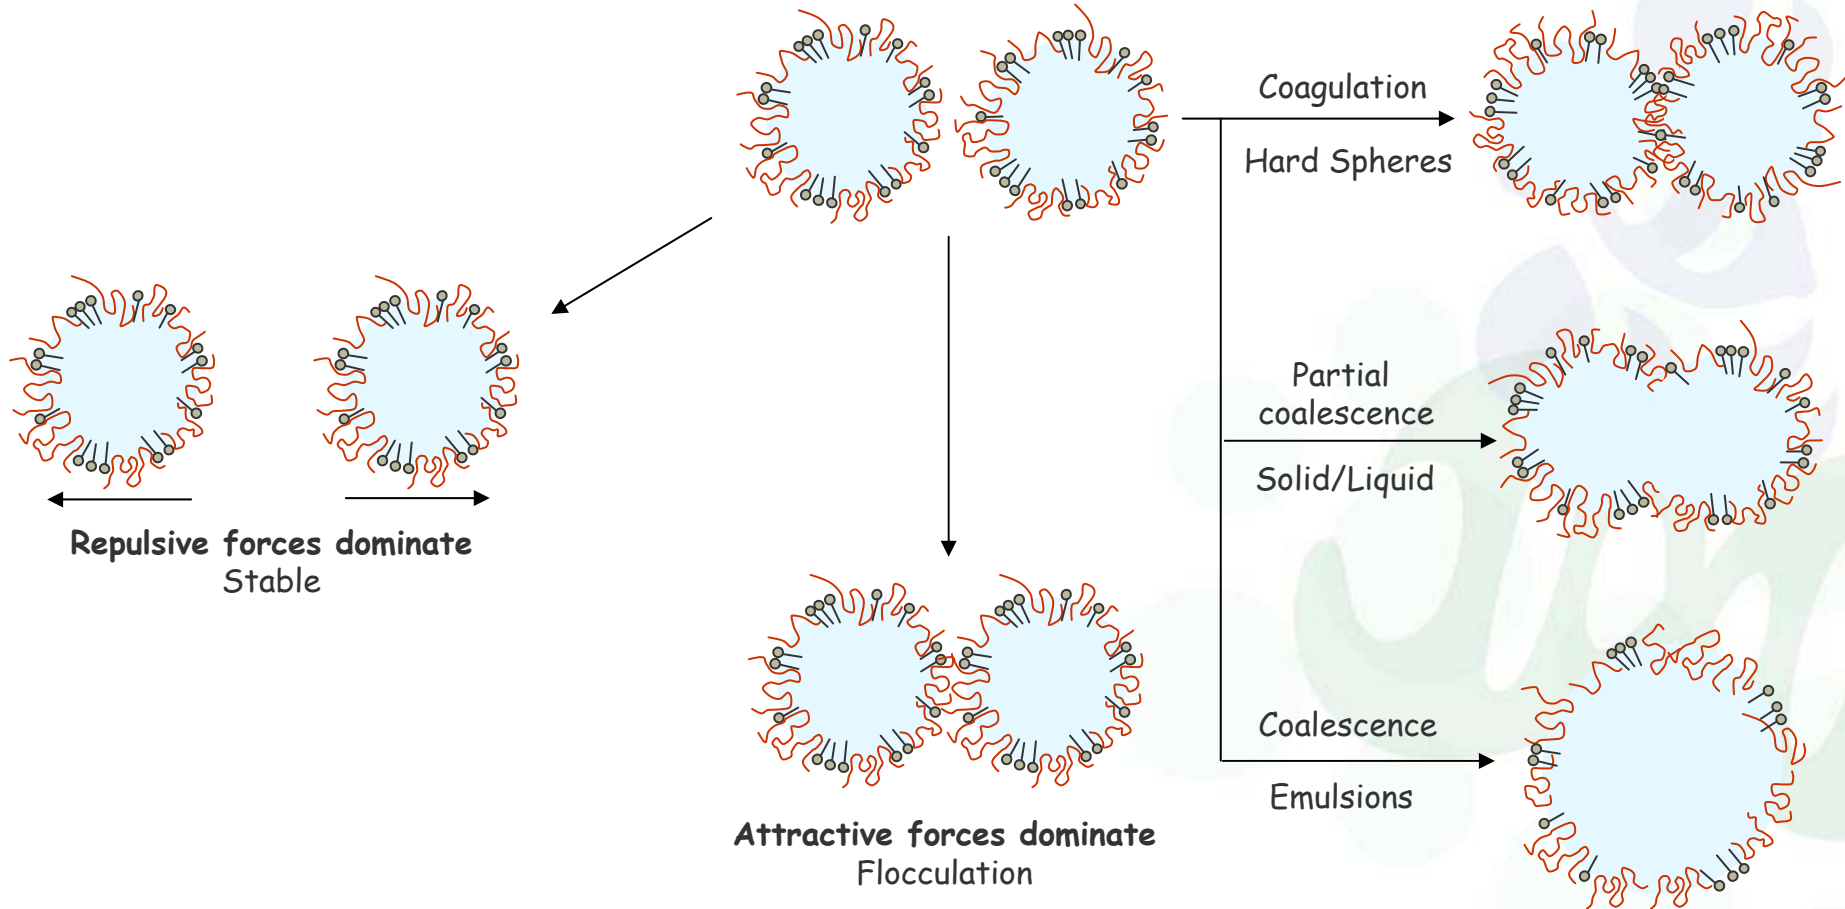 Coagulation
Hard Spheres
Partial
coalescence
Solid/Liquid
Repulsive forces dominate
Stable
Coalescence
Emulsions
Attractive forces dominate
Flocculation